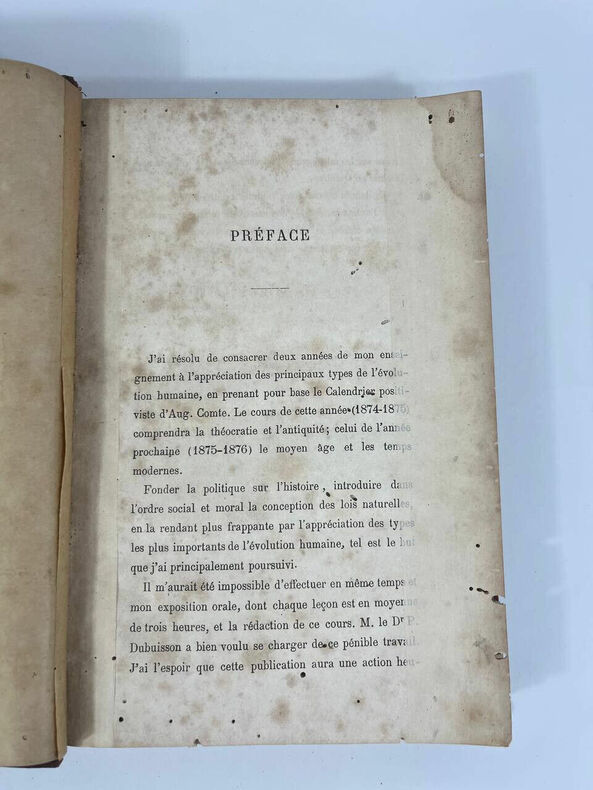 PRÉFACE
J'ai résolu de consacrer deux années de mon ensei-
gnement à l'appréciation des principaux types de l'évolu-
tion humaine, en prenant pour base le Calendrier positi-
viste d'Aug. Comte. Le cours de cette année (1874-1875)
comprendra la théocratie et l'antiquité; celui de l'année
prochaine (1875-1876) le moyen âge et les temps
modernes.
Fonder la politique sur l'histoire, introduire dans
l'ordre social et moral la conception des lois naturelles,
en la rendant plus frappante par l'appréciation des types
les plus importants de l'évolution humaine, tel est le but
que j'ai principalement poursuivi.
Il m'aurait été impossible d'effectuer en même temps et
mon exposition orale, dont chaque leçon est en moyenne
de trois heures, et la rédaction de ce cours. M. le Dr P.
Dubuisson a bien voulu se charger de ce pénible travail.
J'ai l'espoir que cette publication aura une action heu-